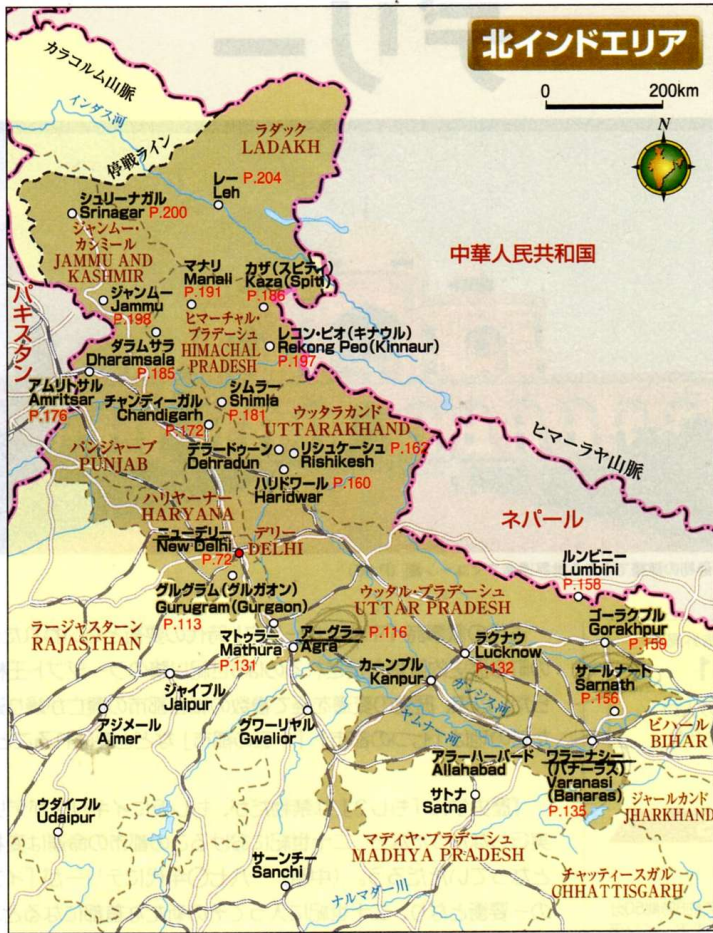 北インドエリア
0 200km
N
カラコルム山脈
インダス河
停戦ライン
ラダック
LADAKH
レー P.204
Leh
シュリーナガル
Srinagar P.200
ジャンムー・
カシミール
JAMMU AND
KASHMIR
中華人民共和国
マナリ
Manali
P.191
カザ(スピティ)
Kaza(Spiti)
P.186
パキスタン
ジャンムー
Jammu
P.198
ヒマーチャル・
プラデーシュ
HIMACHAL
PRADESH
レコン・ピオ(キナウル)
Rekong Peo(Kinnaur)
P.197
ダラムサラ
Dharamsala
P.185
アムリトサル
Amritsar
P.176
チャンディーガル
Chandigarh
P.172
シムラー
Shimla
P.181
ウッタラカンド
UTTARAKHAND
パンジャーブ
PUNJAB
デラードゥーン
Dehradun
リシュケーシュ P.162
Rishikesh
ハリドワール
Haridwar P.160
ヒマーラヤ山脈
ハリヤーナー
HARYANA
ネパール
ニューデリー
New Delhi
P.72
デリー
DELHI
ルンビニー
Lumbini
P.158
グルグラム(グルガオン)
Gurugram(Gurgaon)
P.113
ウッタル・プラデーシュ
UTTAR PRADESH
ゴーラクプル
Gorakhpur
P.159
ラージャスターン
RAJASTHAN
マトゥラー
Mathura
P.131
アーグラー P.116
Agra
ラクナウ
Lucknow
P.132
カーンプル
Kanpur
サールナート
Sarnath
P.156
ジャイプル
Jaipur
ガンジス河
ヤムナー河
ビハール
BIHAR
アジメール
Ajmer
グワーリヤル
Gwalior
アラーハーバード
Allahabad
ワラーナシー
(バナーラス)
Varanasi
(Banaras)
P.135
サトナ
Satna
ジャールカンド
JHARKHAND
ウダイプル
Udaipur
マディヤ・プラデーシュ
MADHYA PRADESH
サーンチー
Sanchi
チャッティースガル
CHHATTISGARH
ナルマダー川